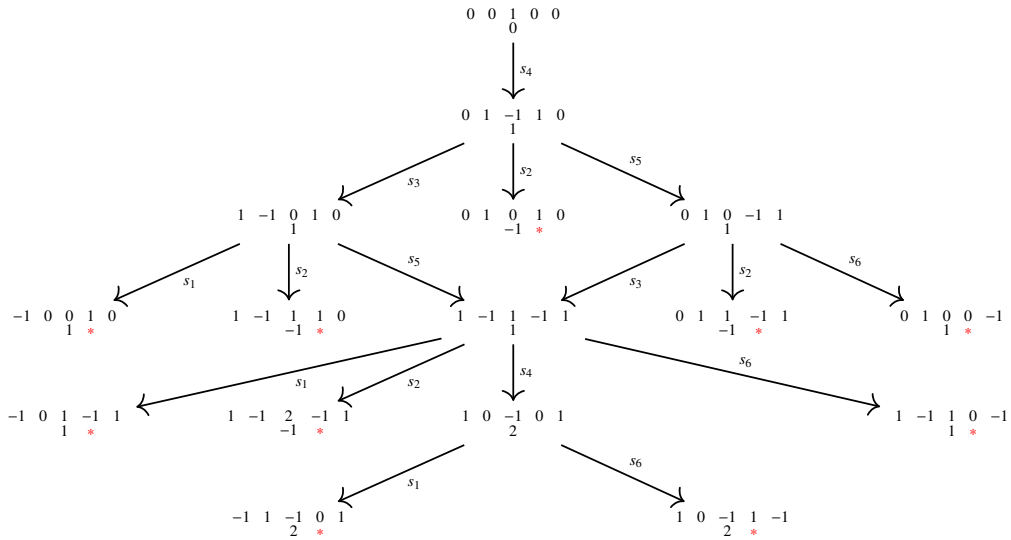 0 0 1 0 0
0
s4
0 1 −1 1 0
1
s3 s2 s5
1 −1 0 1 0 0 1 0 1 0 0 1 0 −1 1
1 −1 * 1
s1 s2 s5 s3 s2 s6
−1 0 0 1 0 1 −1 1 1 0 1 −1 1 −1 1 0 1 1 −1 1 0 1 0 0 −1
1 * −1 * 1 −1 * 1 *
s1 s2 s4 s6
−1 0 1 −1 1 1 −1 2 −1 1 1 0 −1 0 1 1 −1 1 0 −1
1 * −1 * 2 1 *
s1 s6
−1 1 −1 0 1 1 0 −1 1 −1
2 * 2 *